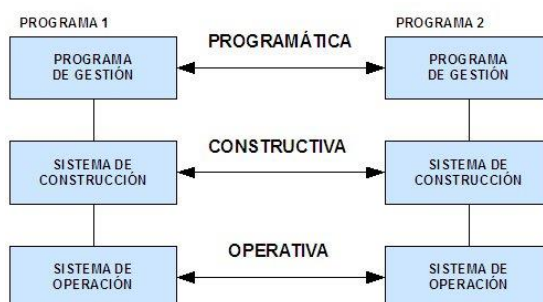 PROGRAMA 1
PROGRAMA 2
PROGRAMÁTICA
PROGRAMA
DE GESTIÓN
PROGRAMA
DE GESTIÓN
CONSTRUCTIVA
SISTEMA DE
CONSTRUCCIÓN
SISTEMA DE
CONSTRUCCIÓN
OPERATIVA
SISTEMA DE
OPERACIÓN
SISTEMA DE
OPERACIÓN